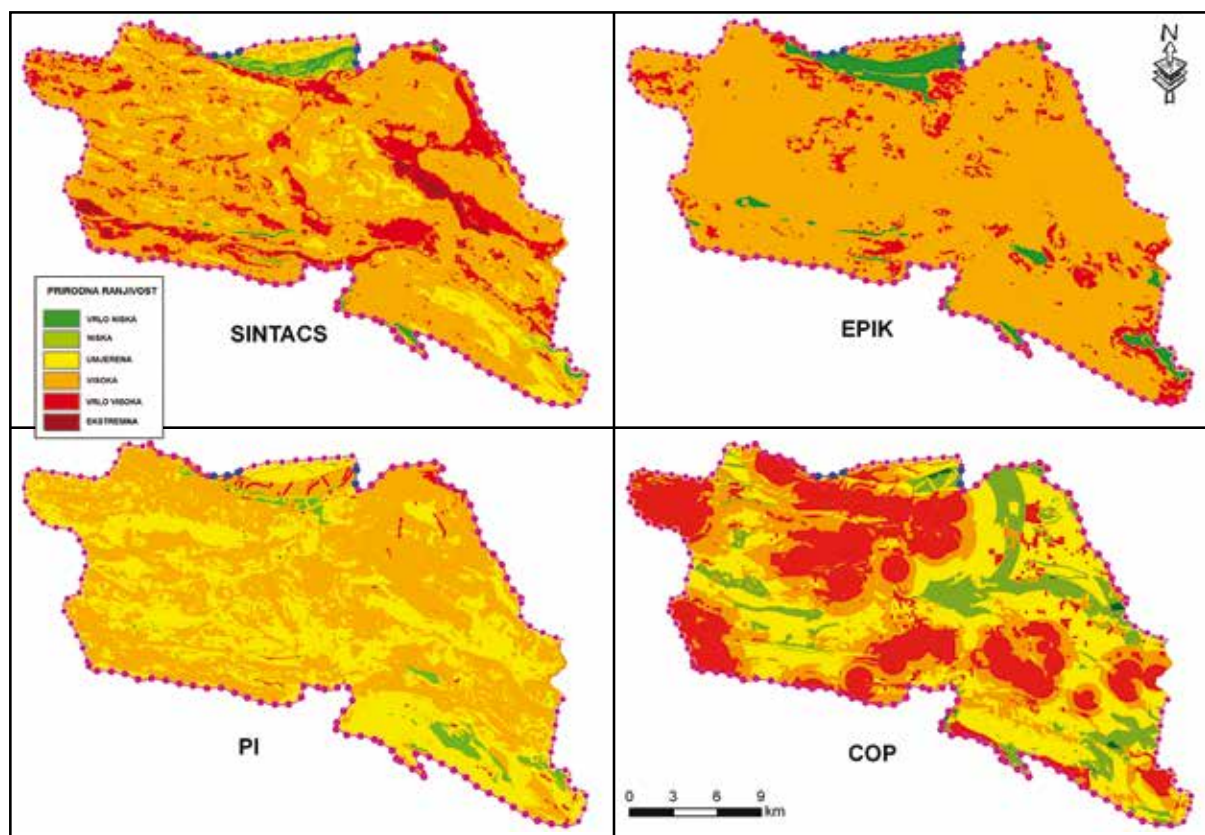 N
PRIRODNA RANJIVOST
VRLO NISKA
NISKA
UMJERENA
VISOKA
VRLO VISOKA
EKSTREMNA
SINTACS
EPIK
PI
COP
0 3 6 9
km